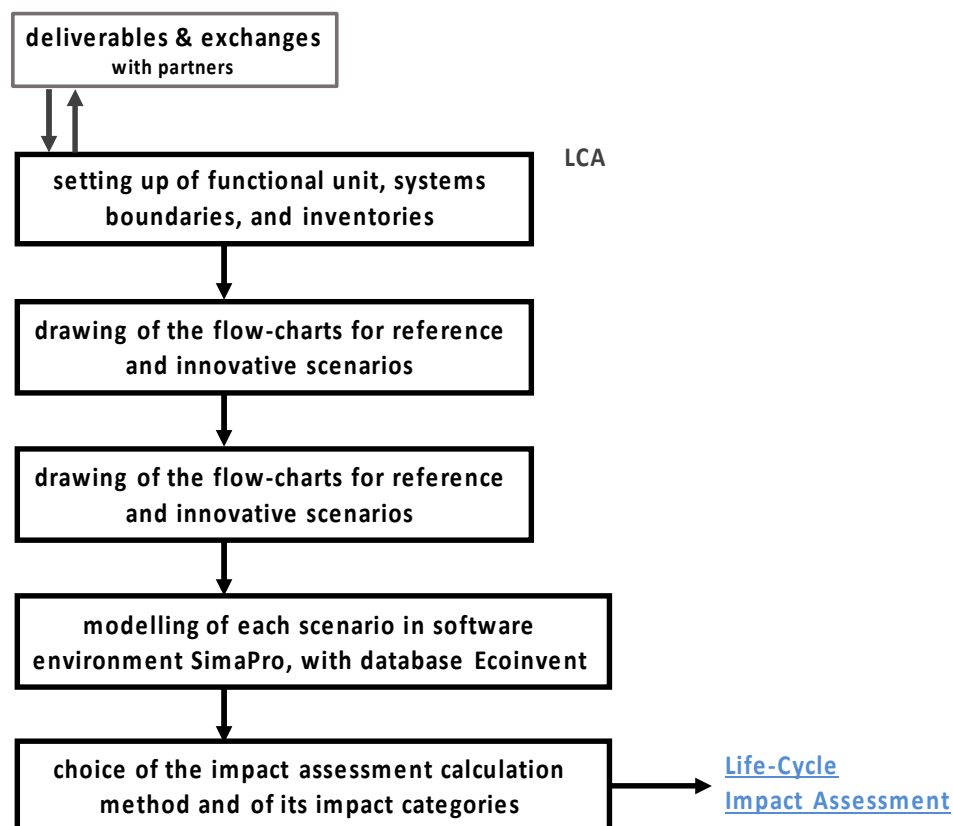 deliverables & exchanges
with partners
LCA
setting up of functional unit, systems
boundaries, and inventories
drawing of the flow-charts for reference
and innovative scenarios
drawing of the flow-charts for reference
and innovative scenarios
modelling of each scenario in software
environment SimaPro, with database Ecoinvent
choice of the impact assessment calculation
method and of its impact categories
Life-Cycle
Impact Assessment